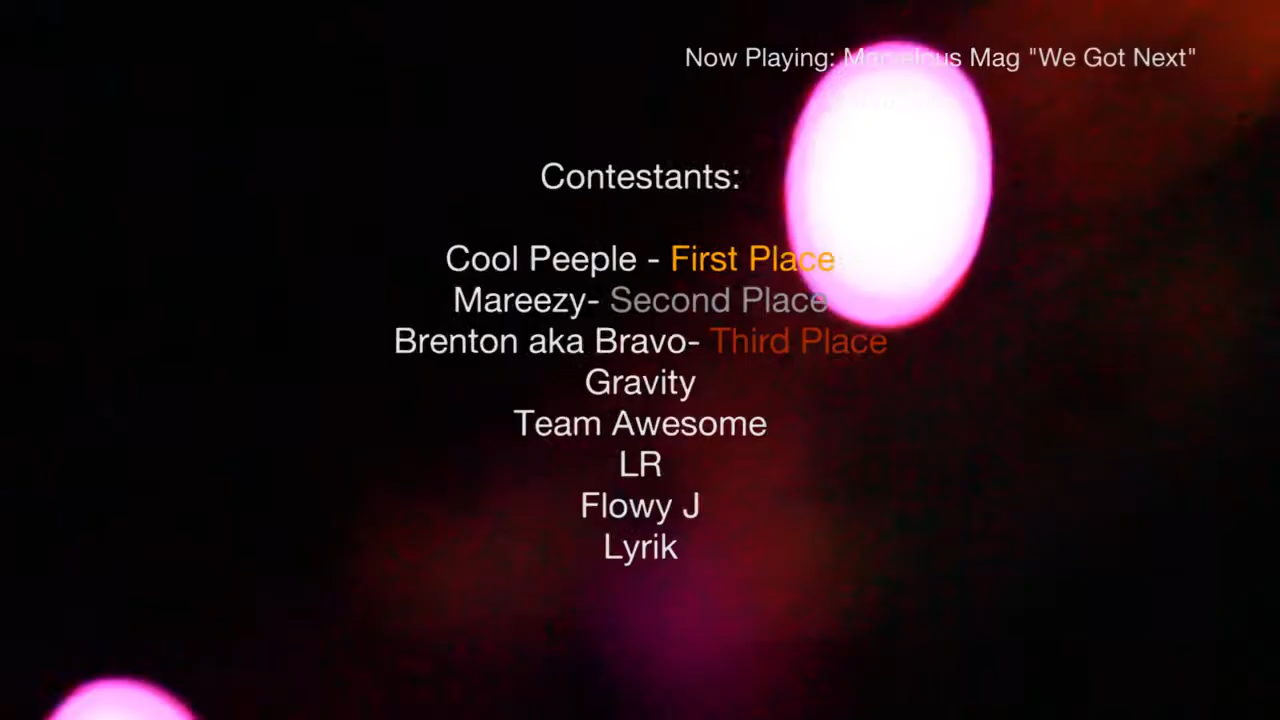 Now Playing: Marvelous Mag "We Got Next"
Contestants:
Cool Peeple - First Place
Mareezy- Second Place
Brenton aka Bravo- Third Place
Gravity
Team Awesome
LR
Flowy J
Lyrik